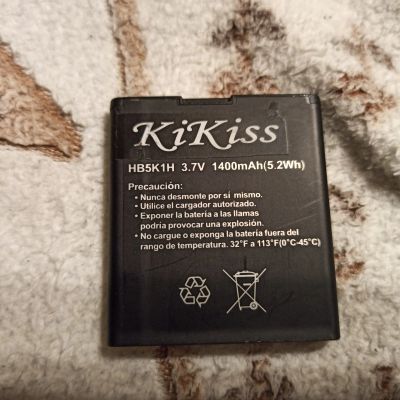 KiKiss
HB5K1H 3.7V 1400mAh(5.2Wh)
Precaución:
• Nunca desmonte por sí mismo.
• Utilice el cargador autorizado.
• Exponer la batería a las llamas
podría provocar una explosion
• No cargue o exponga la batería fuera del
rango de temperatura. 32°F a 113°F(0°C-45°C)